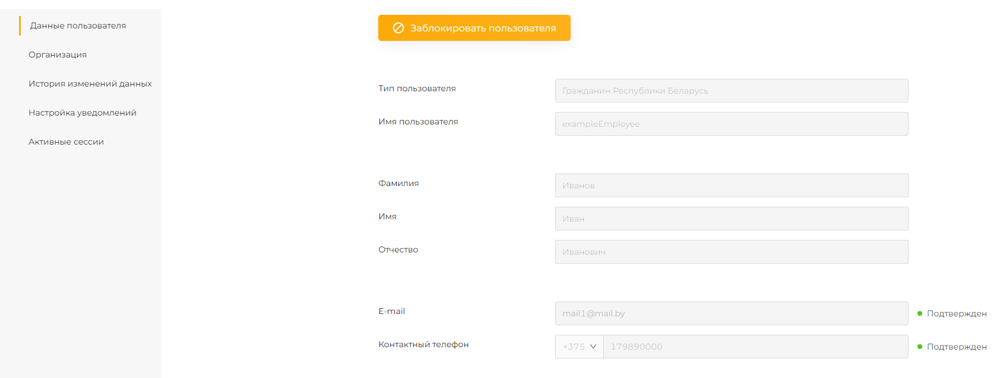 Данные пользователя
Организация
История изменений данных
Настройка уведомлений
Активные сессии
Заблокировать пользователя
Тип пользователя
Гражданин Республики Беларусь
Имя пользователя
exampleEmployee
Фамилия
Иванов
Имя
Иван
Отчество
Иванович
E-mail
mail1@mail.by
Подтвержден
Контактный телефон
+375
179890000
Подтвержден